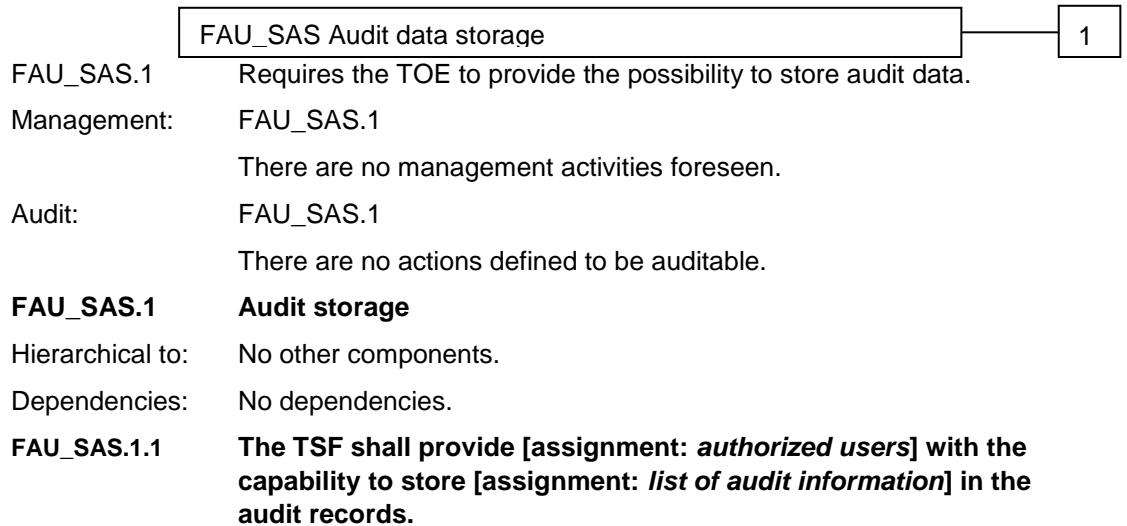 FAU_SAS Audit data storage 1
FAU_SAS.1 Requires the TOE to provide the possibility to store audit data.
Management: FAU_SAS.1
There are no management activities foreseen.
Audit: FAU_SAS.1
There are no actions defined to be auditable.
FAU_SAS.1 Audit storage
Hierarchical to: No other components.
Dependencies: No dependencies.
FAU_SAS.1.1 The TSF shall provide [assignment: authorized users] with the
capability to store [assignment: list of audit information] in the
audit records.